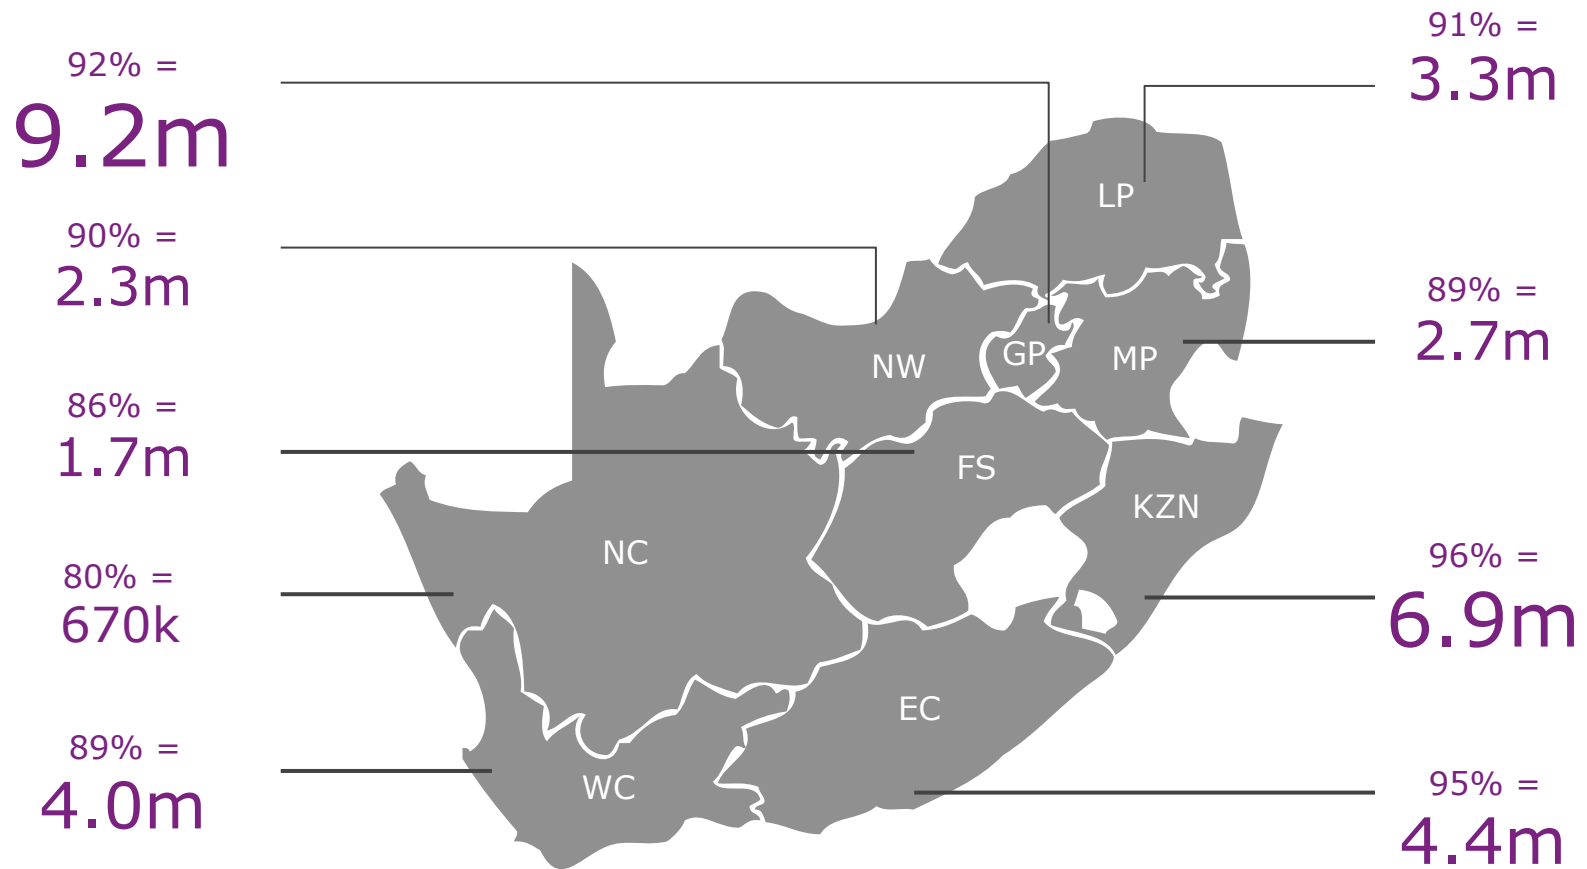 92% =
9.2m
90% =
2.3m
86% =
1.7m
80% =
670k
89% =
4.0m
LP
NW
GP
MP
FS
KZN
NC
EC
WC
91% =
3.3m
89% =
2.7m
96% =
6.9m
95% =
4.4m